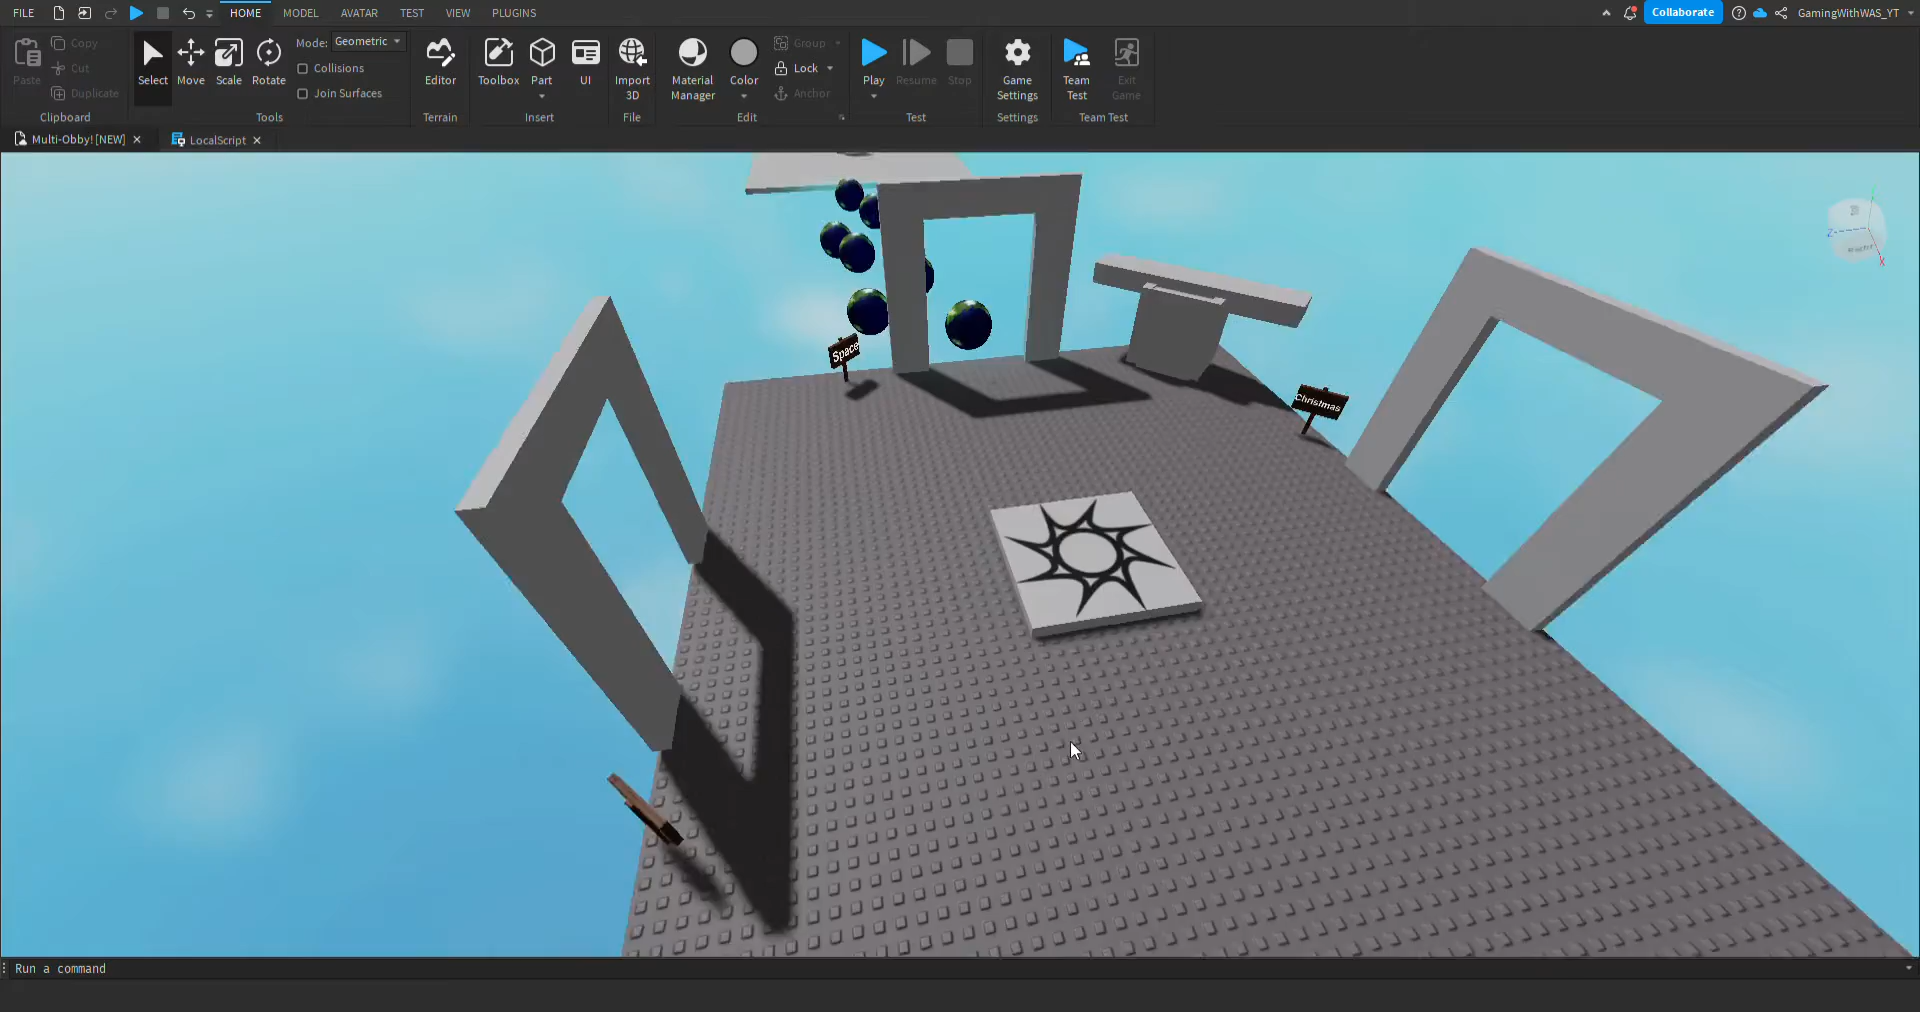 FILE HOME MODEL AVATAR TEST VIEW PLUGINS Collaborate GamingWithWAS_YT
Paste Copy Cut Duplicate
Clipboard
Select Move Scale Rotate Mode: Geometric
Collisions
Join Surfaces
Tools
Editor
Terrain
Toolbox Part UI
Insert
Import
3D
File
Material
Manager
Color
Group
Lock
Anchor
Edit
Play Resume Stop
Test
Game
Settings
Settings
Team
Test
Exit
Game
Team Test
Multi-Obby! [NEW] LocalScript
Space
Christmas
Z
X
Run a command